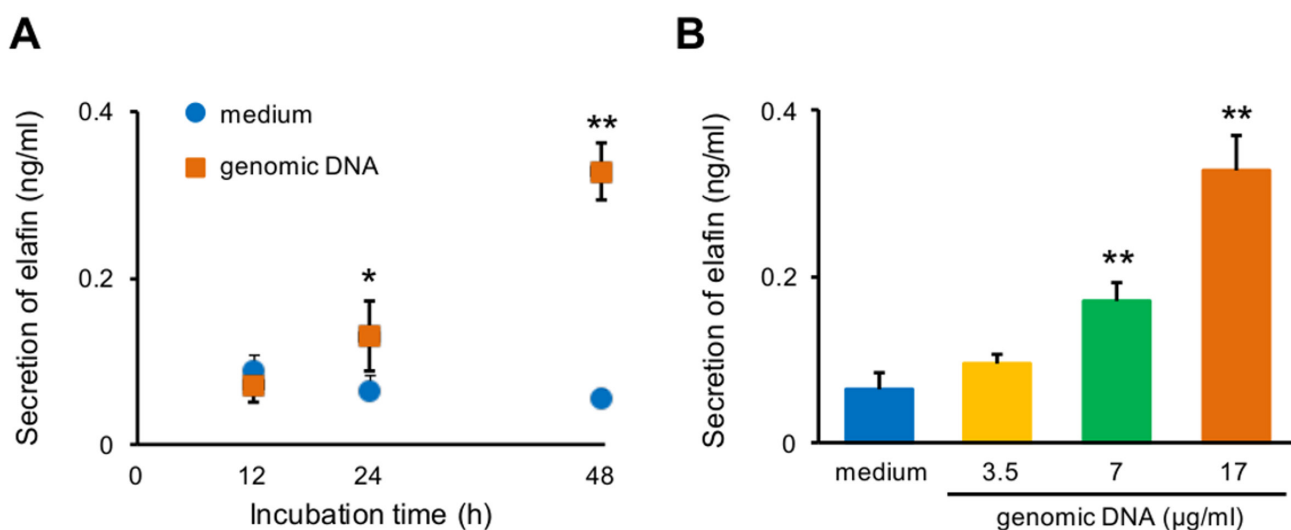 A
Secretion of elafin (ng/ml)
0.4
0.2
0
medium
genomic DNA
*
**
0
12
24
48
Incubation time (h)
B
Secretion of elafin (ng/ml)
0.4
0.2
0
**
**
medium
3.5
7
17
genomic DNA (µg/ml)